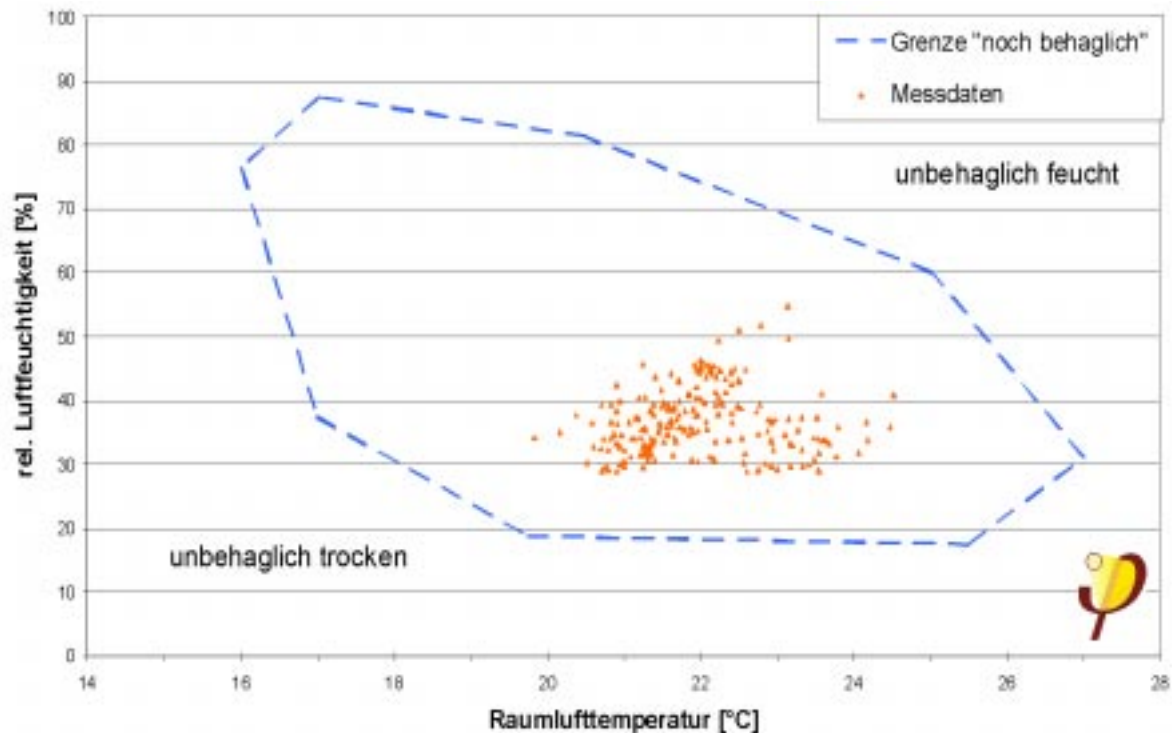 100
90
80
70
60
50
40
30
20
10
0
rel. Luftfeuchtigkeit [%]
Grenze "noch behaglich"
Messdaten
unbehaglich feucht
unbehaglich trocken
14 16 18 20 22 24 26 28
Raumlufttemperatur [°C]